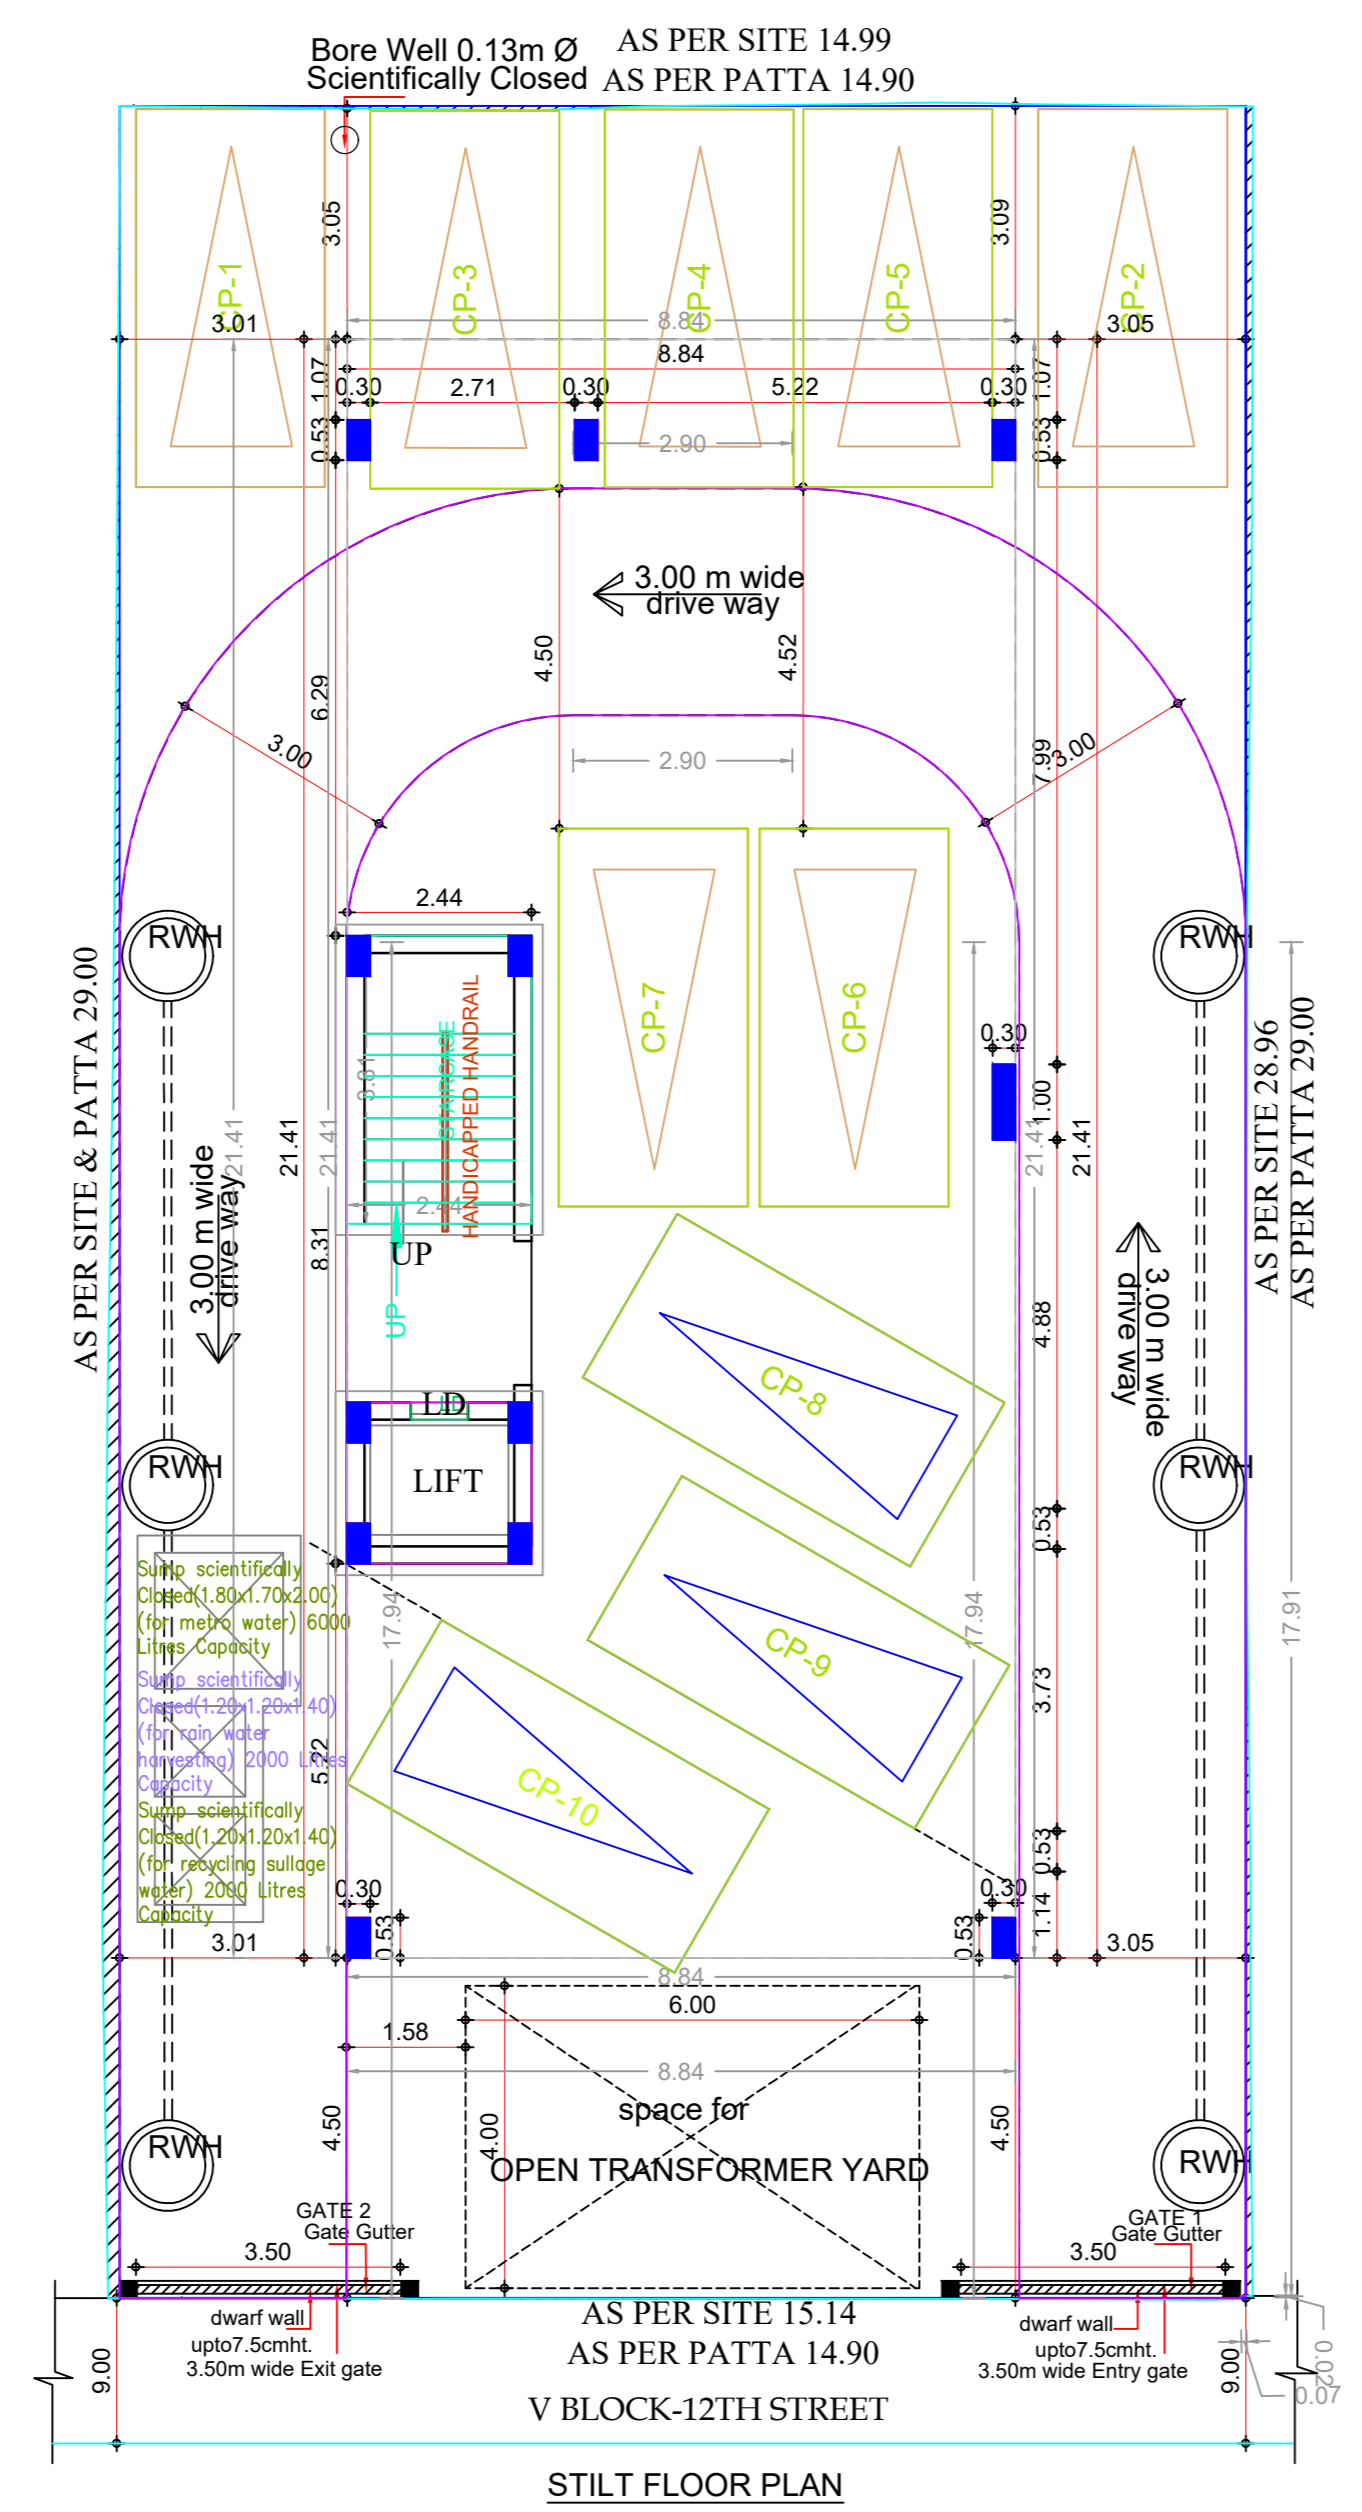 Bore Well 0.13m Ø
Scientifically Closed
AS PER SITE 14.99
AS PER PATTA 14.90
3.05
3.09
CP-1
CP-3
CP-4
CP-5
CP-2
3.01
8.84
3.05
8.84
1.07
0.30
2.71
0.30
5.22
0.30
1.07
0.53
2.90
0.53
3.00 m wide
drive way
4.50
4.52
6.29
3.00
7.99
3.00
2.90
2.44
RWH
RWH
AS PER SITE & PATTA 29.00
CP-7
CP-6
STAIRCASE
HANDICAPPED HANDRAIL
3.81
0.30
1.00
AS PER SITE 28.96
AS PER PATTA 29.00
21.41
21.41
21.41
21.41
21.41
3.00 m wide
drive way
2.44
UP
UP
8.31
3.00 m wide
drive way
4.88
CP-8
LD
LIFT
RWH
RWH
0.53
Sump scientifically
Closed(1.80x1.70x2.00)
(for metro water) 6000
Litres Capacity
17.94
17.94
17.91
CP-9
Sump scientifically
Closed(1.20x1.20x1.40)
(for rain water
harvesting) 2000 Litres
Capacity
5.22
3.73
CP-10
Sump scientifically
Closed(1.20x1.20x1.40)
(for recycling sullage
water) 2000 Litres
Capacity
0.53
0.30
0.30
0.53
0.53
1.14
3.01
3.05
8.84
6.00
1.58
8.84
4.50
4.00
4.50
space for
OPEN TRANSFORMER YARD
RWH
RWH
GATE 2
Gate Gutter
GATE 1
Gate Gutter
3.50
3.50
dwarf wall
upto7.5cmht.
3.50m wide Exit gate
AS PER SITE 15.14
AS PER PATTA 14.90
dwarf wall
upto7.5cmht.
3.50m wide Entry gate
9.00
9.00
0.02
0.07
V BLOCK-12TH STREET
STILT FLOOR PLAN